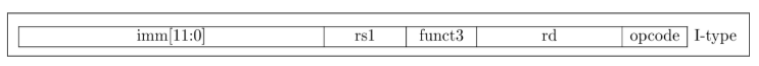 imm[11:0] rs1 funct3 rd opcode I-type